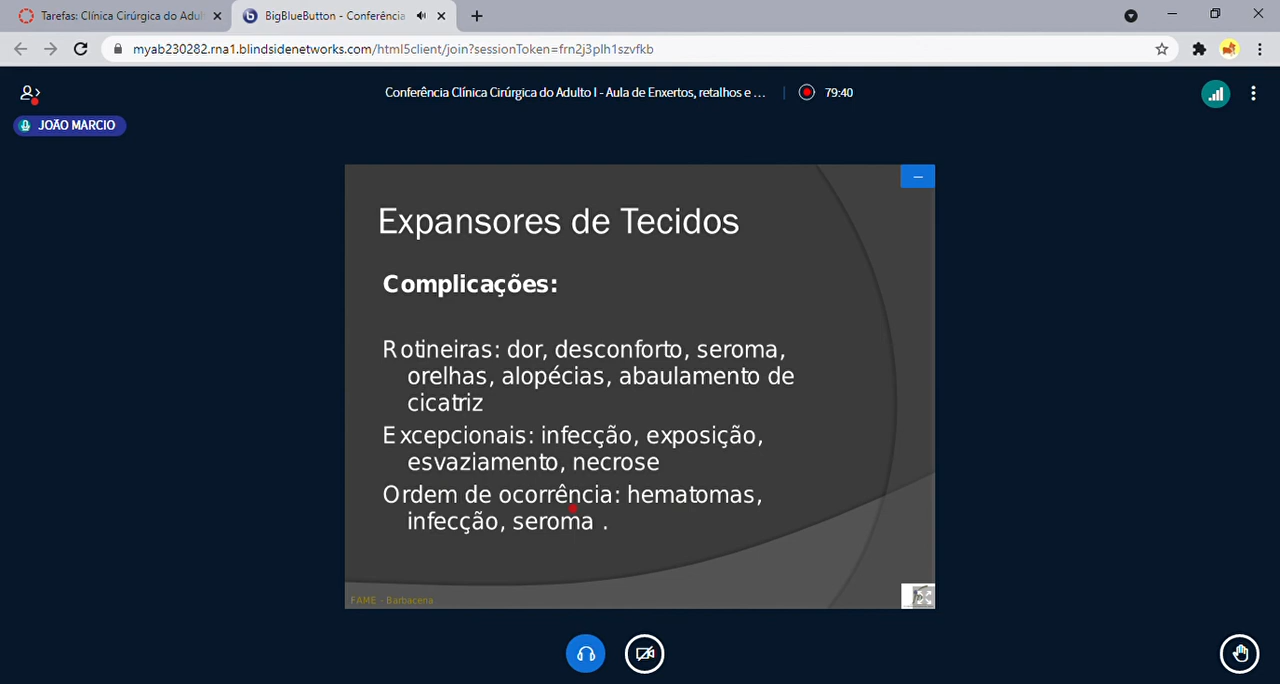 Tarefas: Clínica Cirúrgica do Adul
BigBlueButton - Conferência
myab230282.rna1.blindsidenetworks.com/html5client/join?sessionToken=frn2j3plh1szvfkb
Conferência Clínica Cirúrgica do Adulto I - Aula de Enxertos, retalhos e ...
79:40
JOÃO MARCIO
Expansores de Tecidos
Complicações:
Rotineiras: dor, desconforto, seroma,
orelhas, alopécias, abaulamento de
cicatriz
Excepcionais: infecção, exposição,
esvaziamento, necrose
Ordem de ocorrência: hematomas,
infecção, seroma .
FAME - Barbacena